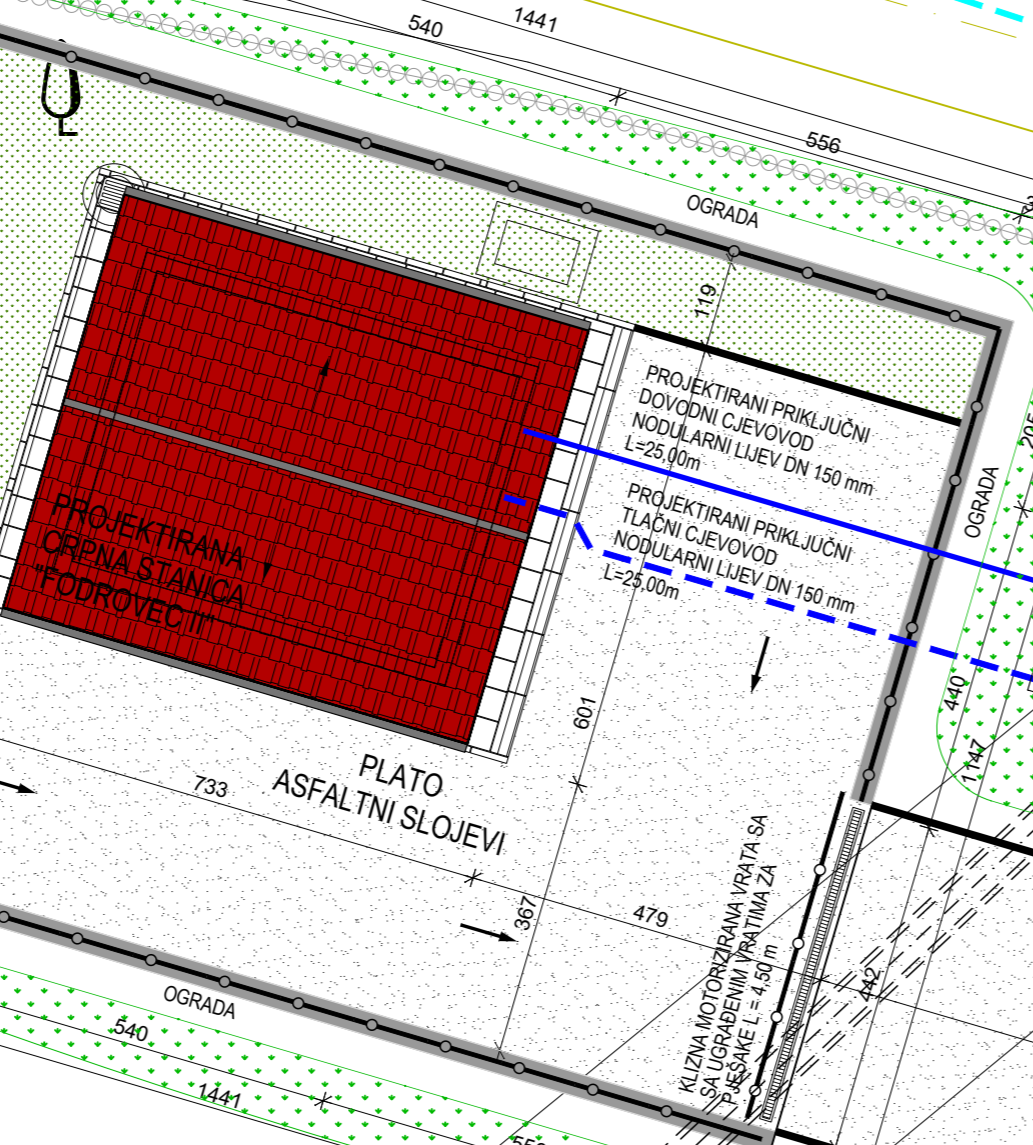 540
1441
556
OGRADA
119
PROJEKTIRANI PRIKLJUČNI
DOVODNI CJEVOVOD
NODULARNI LIJEV DN 150 mm
L=25,00m
PROJEKTIRANI PRIKLJUČNI
TLAČNI CJEVOVOD
NODULARNI LIJEV DN 150 mm
L=25,00m
OGRADA
PROJEKTIRANA
CRPNA STANICA
"FODROVEC II"
601
440
1147
733
PLATO
ASFALTNI SLOJEVI
367
479
442
KLIZNA MOTORIZIRANA VRATA SA
SA UGRAĐENIM VRATIMA ZA
PJEŠAKE L = 4,50 m
OGRADA
540
1441